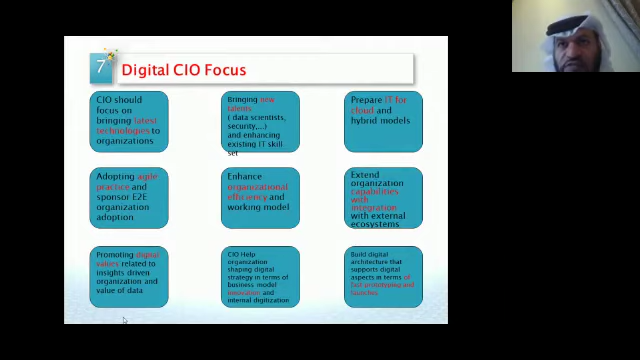 7
Digital CIO Focus
CIO should
focus on
bringing latest
technologies to
organizations
Bringing new
talents
( data scientists,
security,...)
and enhancing
existing IT skill
set
Prepare IT for
cloud and
hybrid models
Adopting agile
practice and
sponsor E2E
organization
adoption
Enhance
organizational
efficiency and
working model
Extend
organization
capabilities
with
integration
with external
ecosystems
Promoting digital
values related to
insights driven
organization and
value of data
CIO Help
organization
shaping digital
strategy in terms of
business model
innovation and
internal digitization
Build digital
architecture that
supports digital
aspects in terms of
fast prototyping and
launches